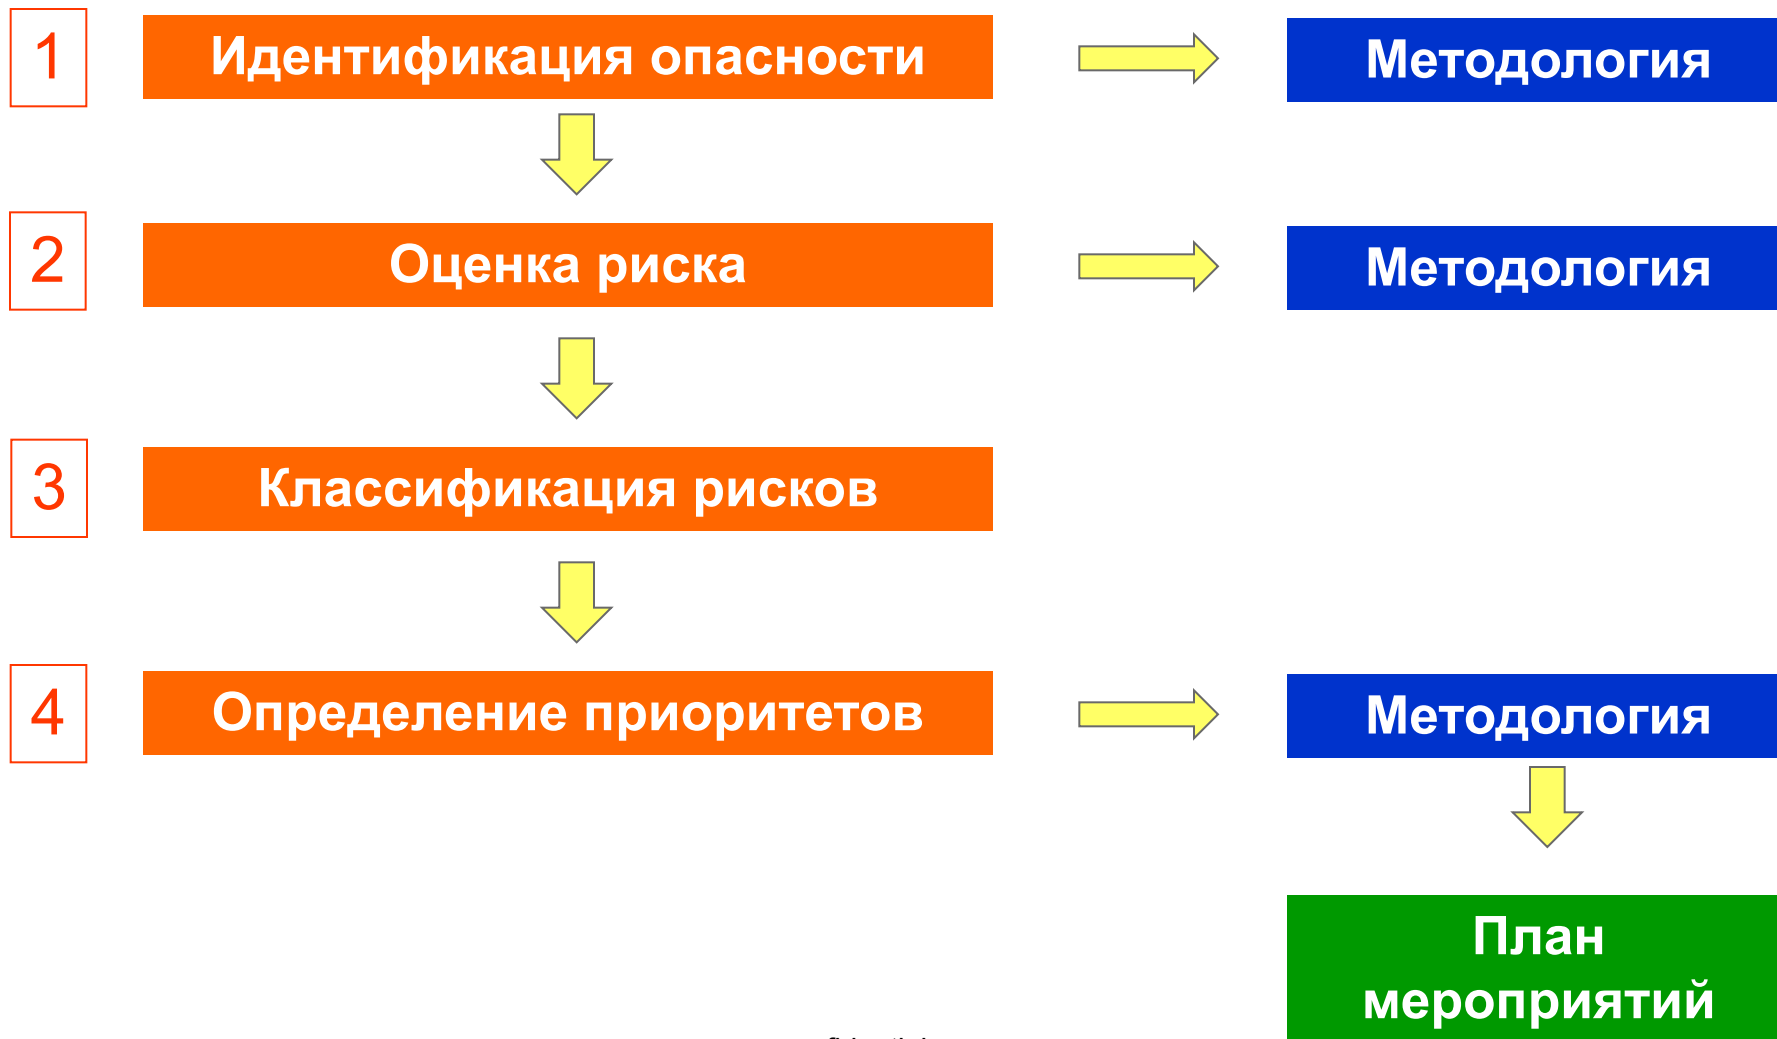 1
Идентификация опасности
Методология
2
Оценка риска
Методология
3
Классификация рисков
4
Определение приоритетов
Методология
План
мероприятий